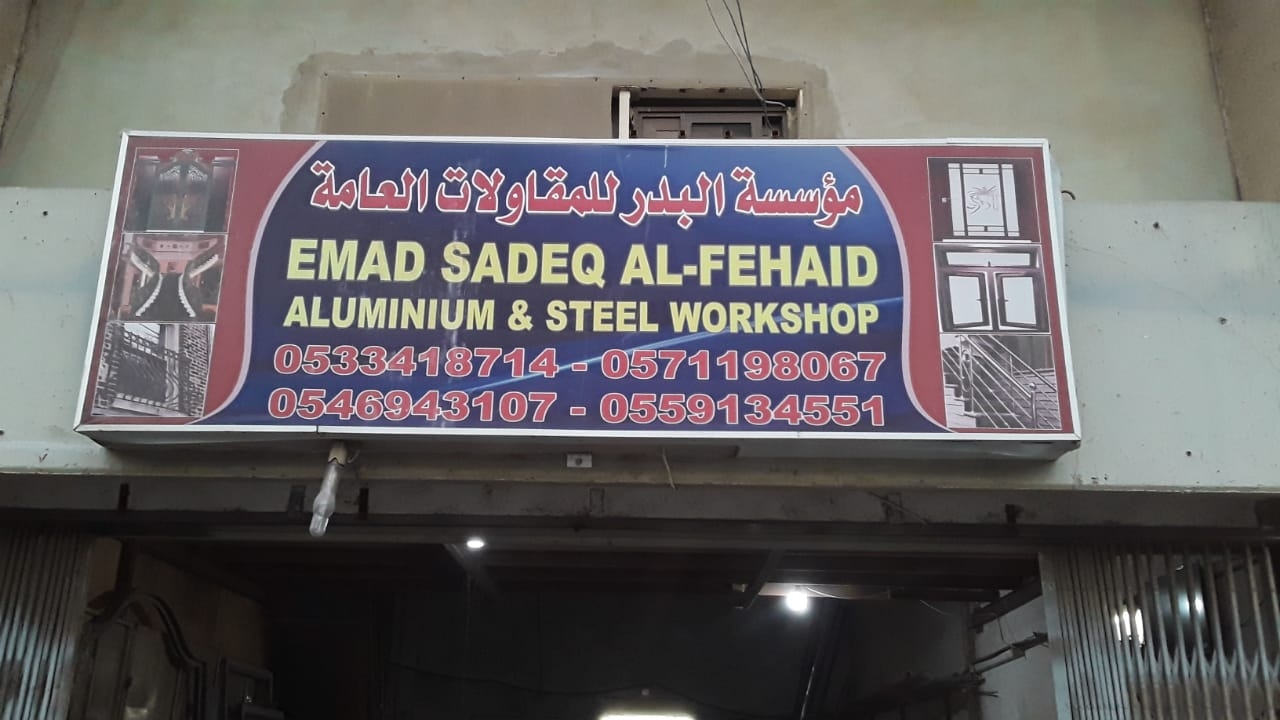 مؤسسة البدر للمقاولات العامة
EMAD SADEQ AL-FEHAID
ALUMINIUM & STEEL WORKSHOP
0533418714 - 0571198067
0546943107 - 0559134551